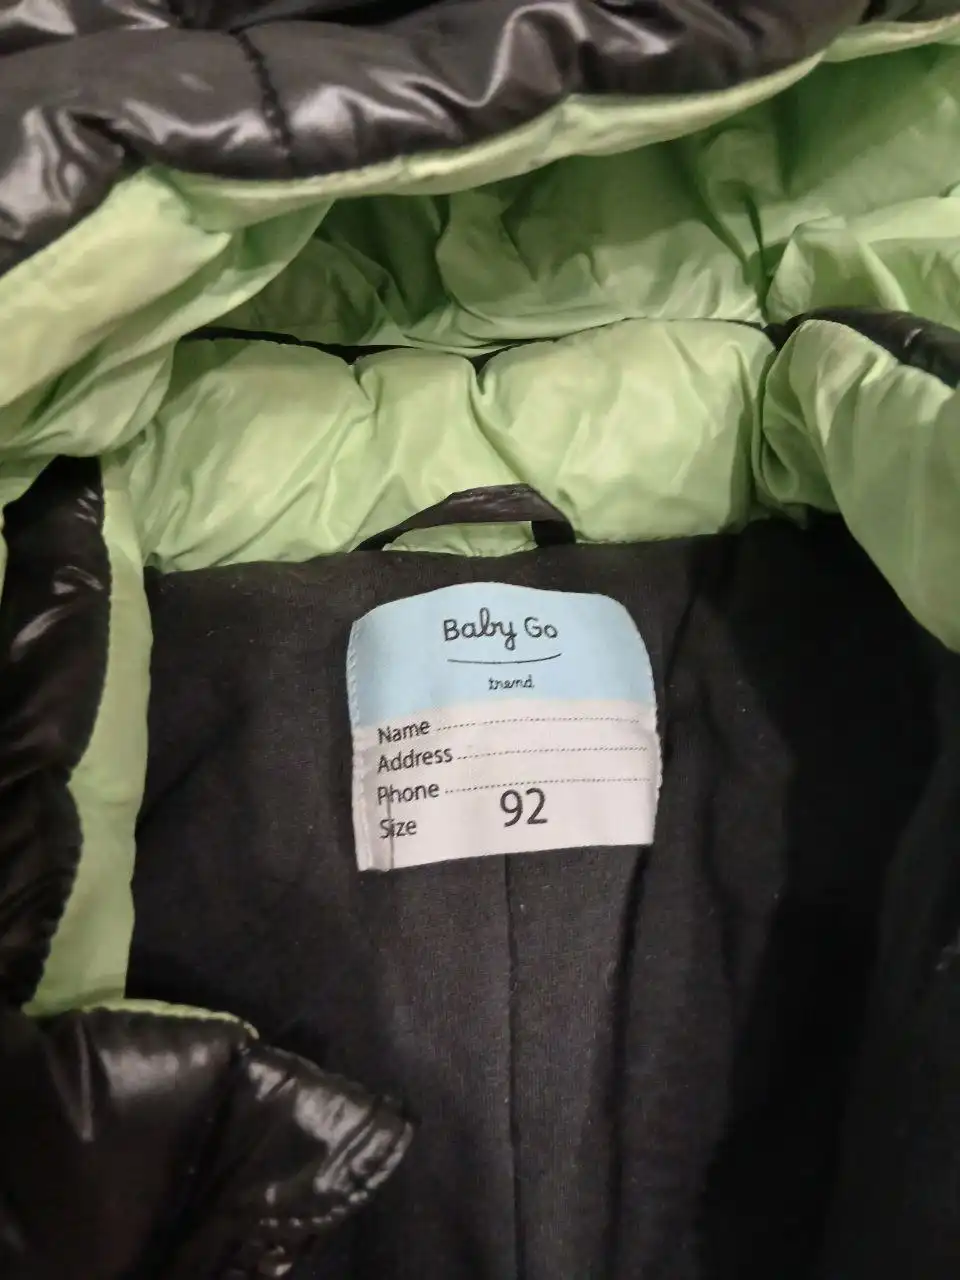 Baby Go
trend
Name
Address
Phone
Size 92